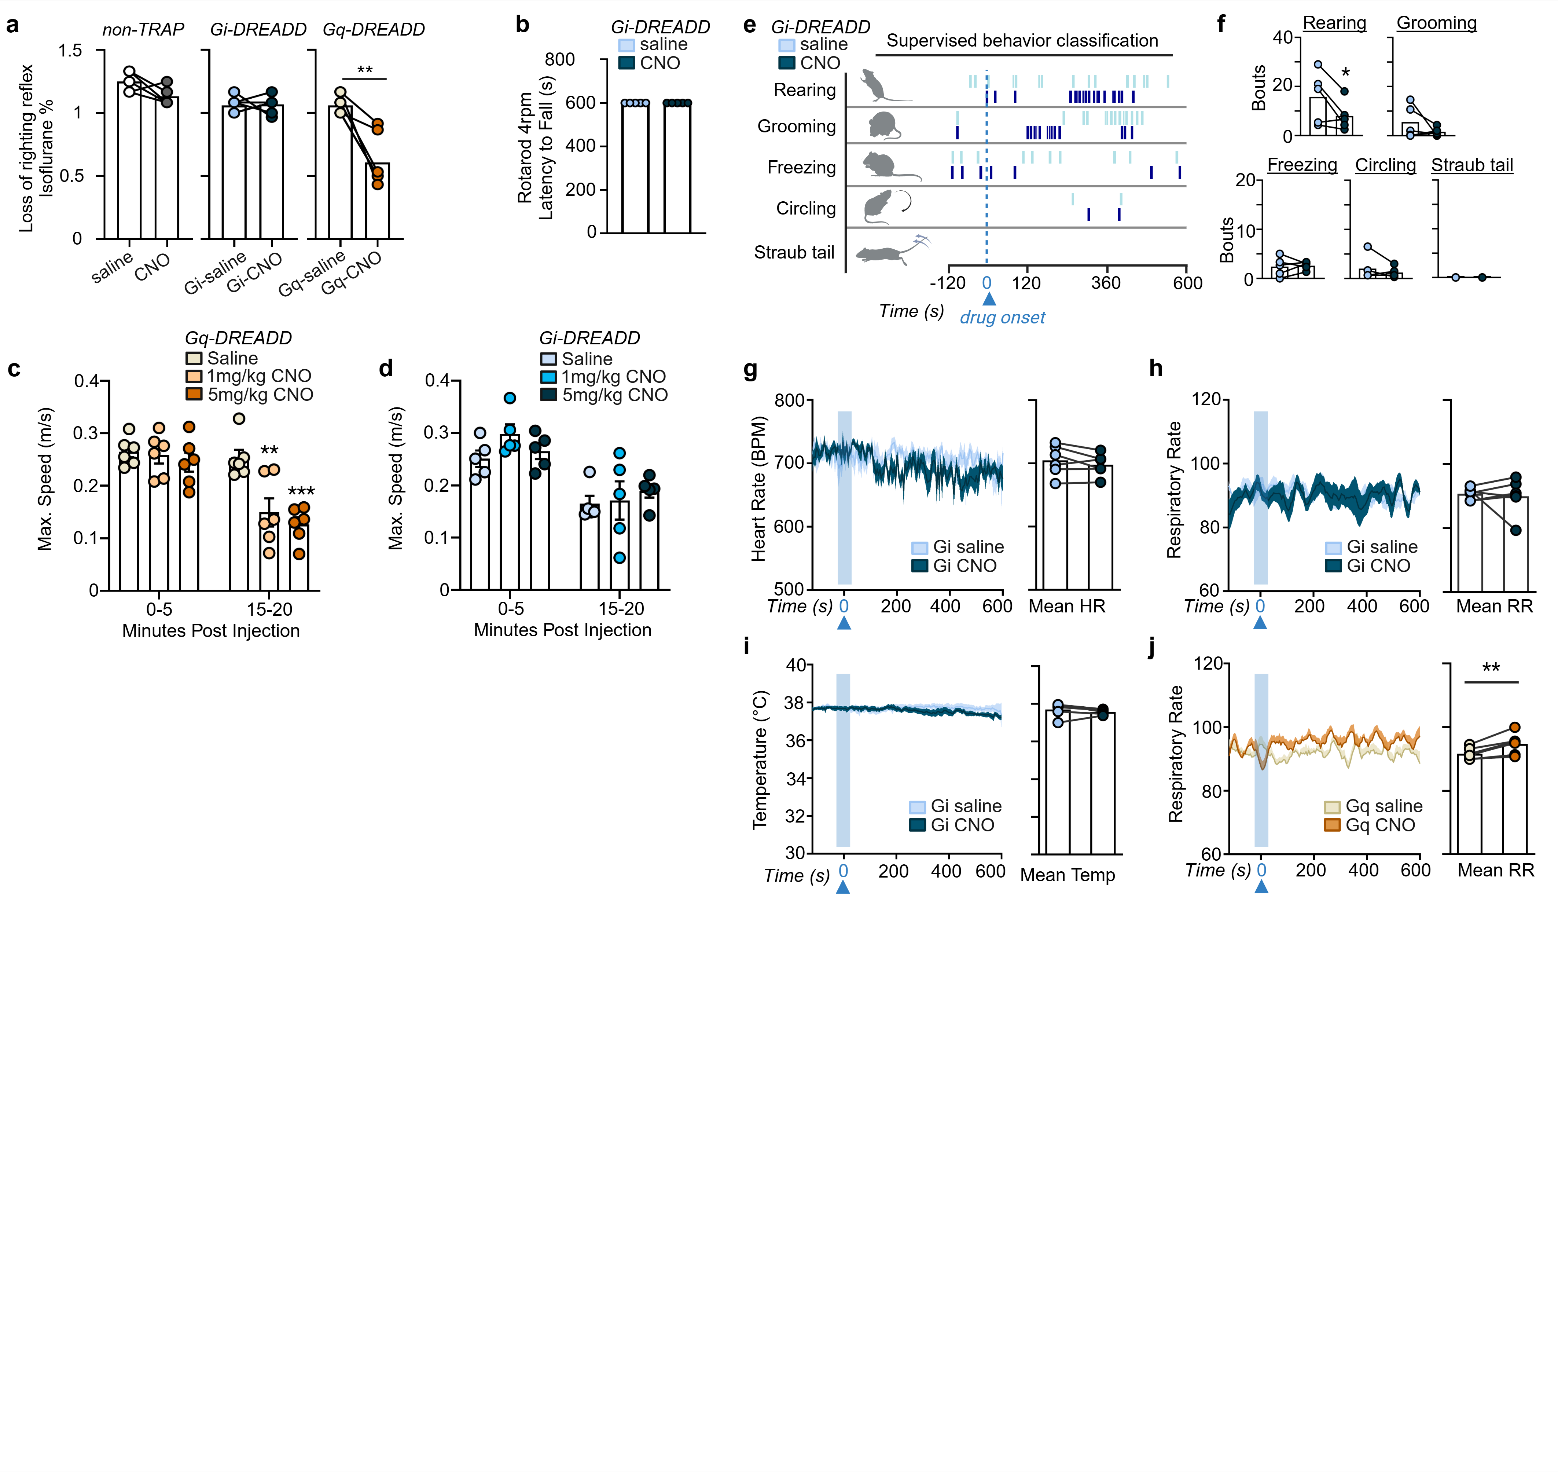 a
non-TRAP
Gi-DREADD
Gq-DREADD
Loss of righting reflex
Isoflurane %
1.5
1
0.5
0
**
saline
CNO
Gi-saline
Gi-CNO
Gq-saline
Gq-CNO
b
Gi-DREADD
saline
CNO
Rotarod 4rpm
Latency to Fall (s)
800
600
400
200
0
e
Gi-DREADD
saline
CNO
Supervised behavior classification
Rearing
Grooming
Freezing
Circling
Straub tail
-120
0
120
360
600
Time (s)
drug onset
f
Rearing
Grooming
Bouts
40
20
0
*
Freezing
Circling
Straub tail
Bouts
20
10
0
c
Gq-DREADD
Saline
1mg/kg CNO
5mg/kg CNO
Max. Speed (m/s)
0.4
0.3
0.2
0.1
0
**
***
0-5
15-20
Minutes Post Injection
d
Gi-DREADD
Saline
1mg/kg CNO
5mg/kg CNO
Max. Speed (m/s)
0.4
0.3
0.2
0.1
0
0-5
15-20
Minutes Post Injection
g
Heart Rate (BPM)
800
700
600
500
Gi saline
Gi CNO
Time (s)
0
200
400
600
Mean HR
h
Respiratory Rate
120
100
80
60
Gi saline
Gi CNO
Time (s)
0
200
400
600
Mean RR
i
Temperature (°C)
40
38
36
34
32
30
Gi saline
Gi CNO
Time (s)
0
200
400
600
Mean Temp
j
Respiratory Rate
120
100
80
60
Gq saline
Gq CNO
**
Time (s)
0
200
400
600
Mean RR